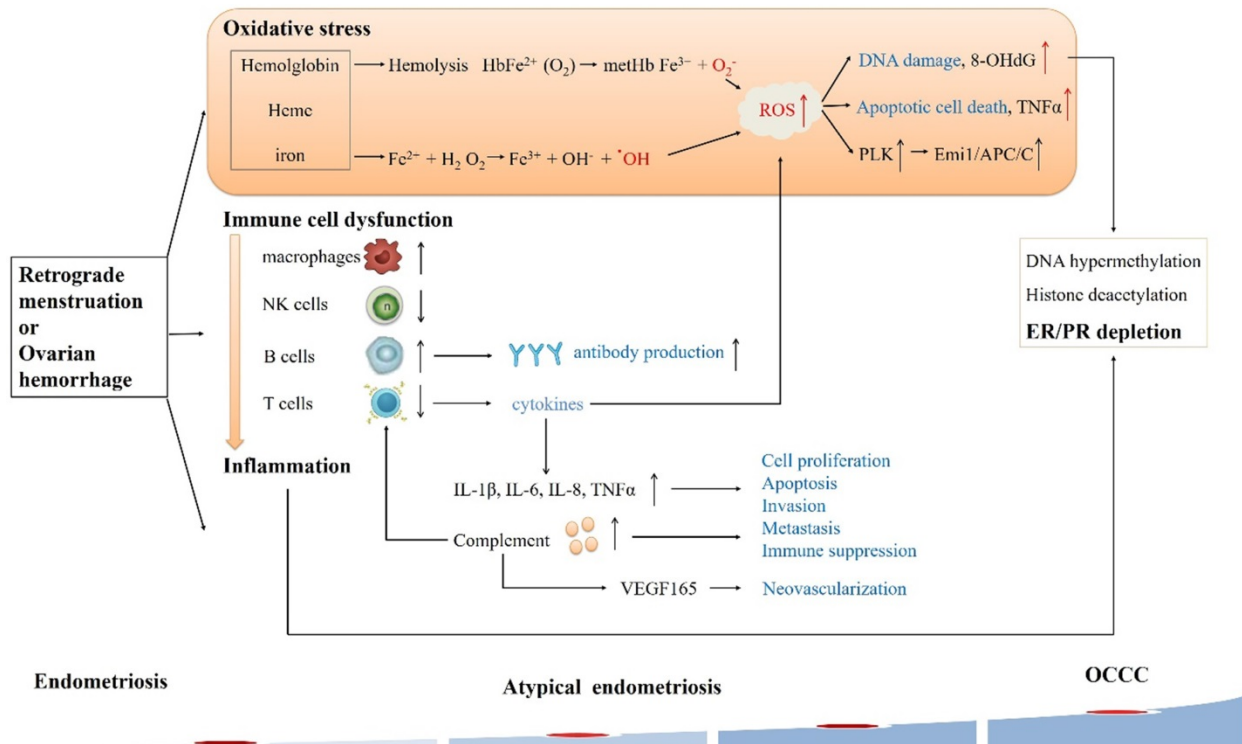 Oxidative stress
Hemolglobin
Heme
iron
Hemolysis HbFe²⁺ (O₂) → metHb Fe³⁻ + O₂⁻
Fe²⁺ + H₂ O₂ → Fe³⁺ + OH⁻ + •OH
ROS ↑
DNA damage, 8-OHdG ↑
Apoptotic cell death, TNFα ↑
PLK ↑ → Emi1/APC/C ↑
Immune cell dysfunction
macrophages ↑
NK cells n ↓
B cells ↑
antibody production ↑
T cells ↓
cytokines
Inflammation
Retrograde
menstruation
or
Ovarian
hemorrhage
IL-1β, IL-6, IL-8, TNFα ↑
Complement ↑
VEGF165
Cell proliferation
Apoptosis
Invasion
Metastasis
Immune suppression
Neovascularization
DNA hypermethylation
Histone deacetylation
ER/PR depletion
Endometriosis
Atypical endometriosis
OCCC